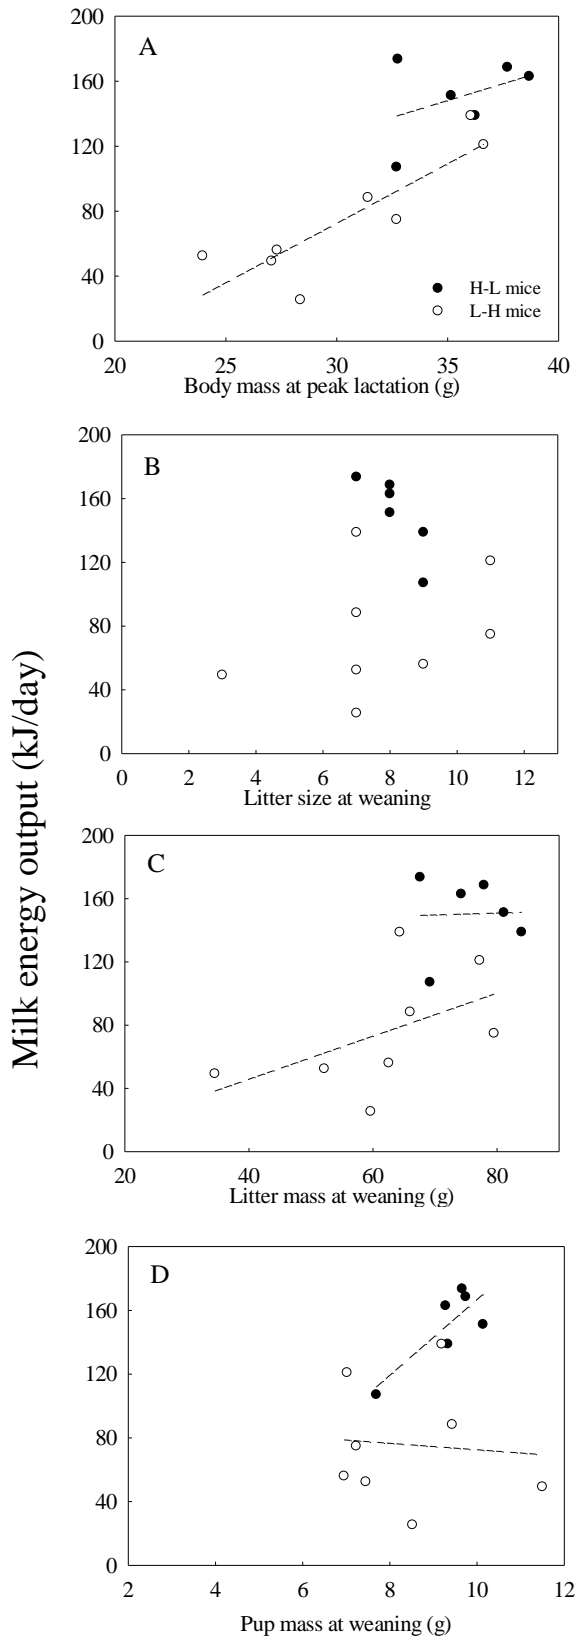 Milk energy output (kJ/day)
A
200
160
120
80
40
0
H-L mice
L-H mice
20 25 30 35 40
Body mass at peak lactation (g)
B
200
160
120
80
40
0
0 2 4 6 8 10 12
Litter size at weaning
C
200
160
120
80
40
0
20 40 60 80
Litter mass at weaning (g)
D
200
160
120
80
40
0
2 4 6 8 10 12
Pup mass at weaning (g)